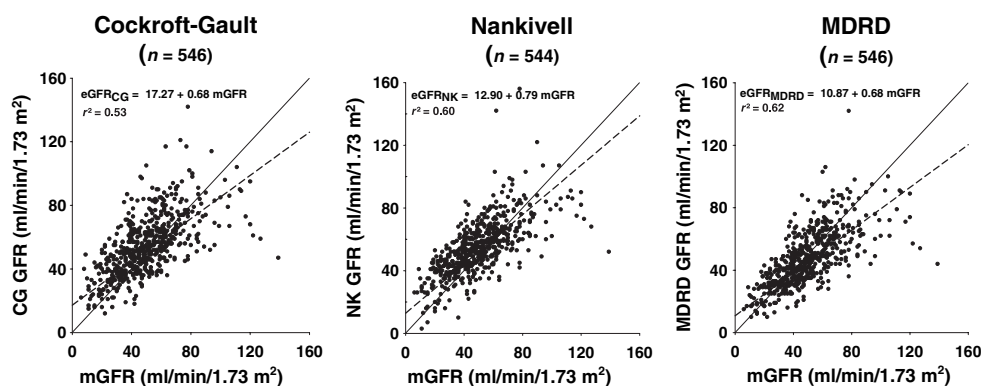 Cockroft-Gault
(n = 546)
CG GFR (ml/min/1.73 m²)
160
120
80
40
0
eGFRCG = 17.27 + 0.68 mGFR
r² = 0.53
0 40 80 120 160
mGFR (ml/min/1.73 m²)
Nankivell
(n = 544)
NK GFR (ml/min/1.73 m²)
160
120
80
40
0
eGFRNK = 12.90 + 0.79 mGFR
r² = 0.60
0 40 80 120 160
mGFR (ml/min/1.73 m²)
MDRD
(n = 546)
MDRD GFR (ml/min/1.73 m²)
160
120
80
40
0
eGFRMDRD = 10.87 + 0.68 mGFR
r² = 0.62
0 40 80 120 160
mGFR (ml/min/1.73 m²)